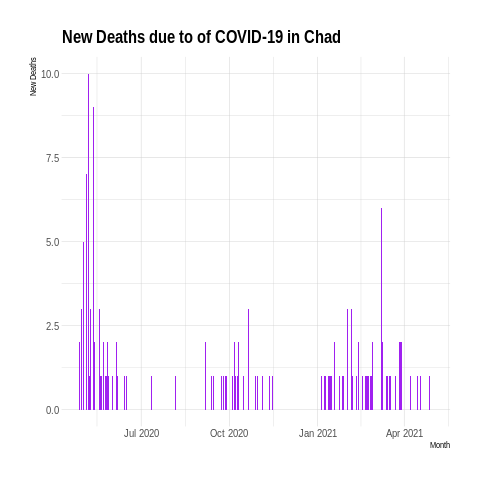 New Deaths due to of COVID-19 in Chad
New Deaths
10.0
7.5
5.0
2.5
0.0
Jul 2020 Oct 2020 Jan 2021 Apr 2021
Month